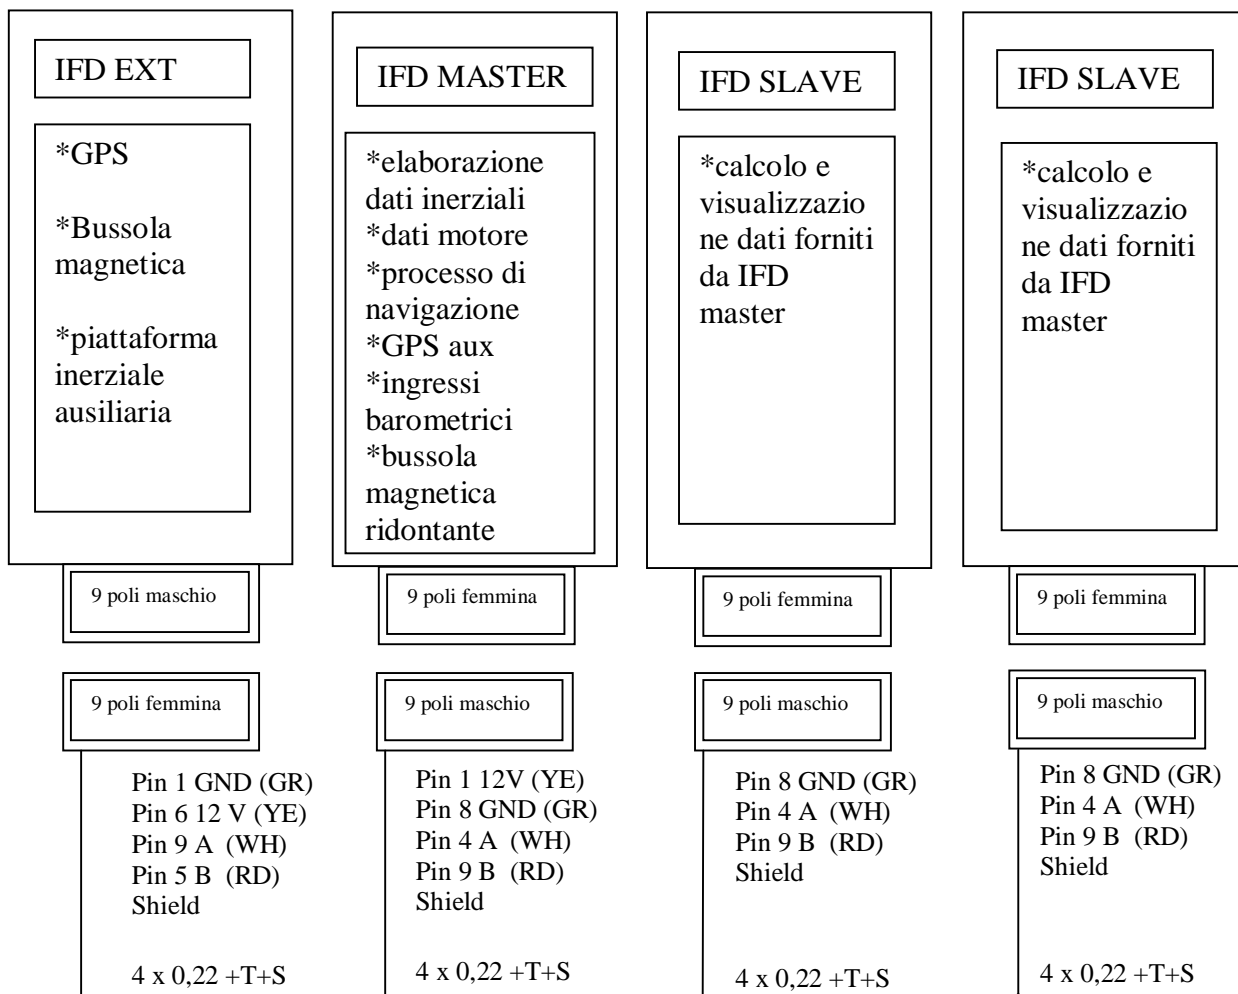 IFD EXT
*GPS
*Bussola
magnetica
*piattaforma
inerziale
ausiliaria
9 poli maschio
9 poli femmina
Pin 1 GND (GR)
Pin 6 12 V (YE)
Pin 9 A (WH)
Pin 5 B (RD)
Shield
4 x 0,22 +T+S
IFD MASTER
*elaborazione
dati inerziali
*dati motore
*processo di
navigazione
*GPS aux
*ingressi
barometrici
*bussola
magnetica
ridontante
9 poli femmina
9 poli maschio
Pin 1 12V (YE)
Pin 8 GND (GR)
Pin 4 A (WH)
Pin 9 B (RD)
Shield
4 x 0,22 +T+S
IFD SLAVE
*calcolo e
visualizzazio
ne dati forniti
da IFD
master
9 poli femmina
9 poli maschio
Pin 8 GND (GR)
Pin 4 A (WH)
Pin 9 B (RD)
Shield
4 x 0,22 +T+S
IFD SLAVE
*calcolo e
visualizzazio
ne dati forniti
da IFD
master
9 poli femmina
9 poli maschio
Pin 8 GND (GR)
Pin 4 A (WH)
Pin 9 B (RD)
Shield
4 x 0,22 +T+S